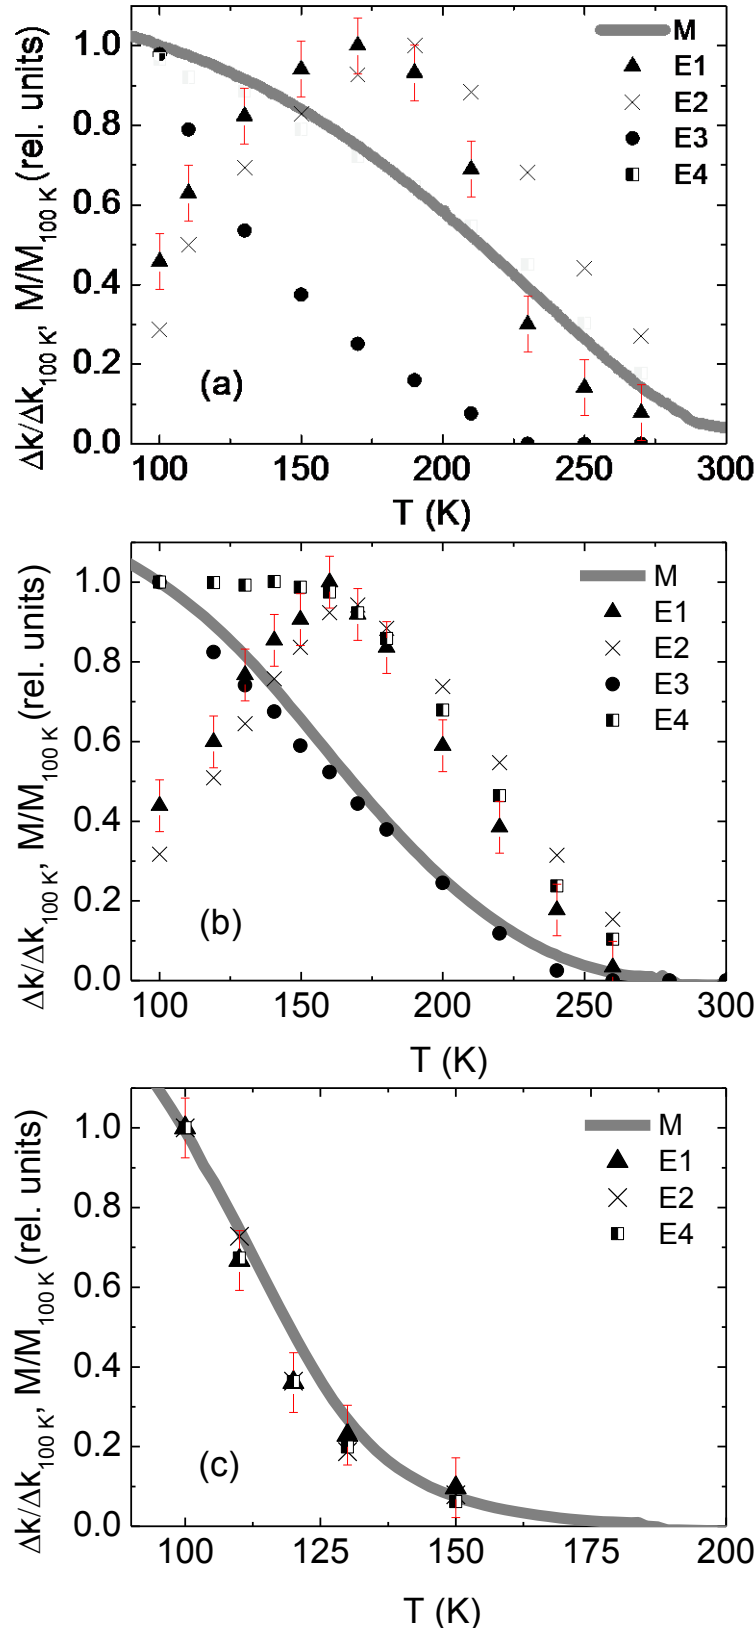 M
E1
E2
E3
E4
1.0
0.8
0.6
0.4
0.2
0.0
Δk/Δk100 K, M/M100 K (rel. units)
(a)
100 150 200 250 300
T (K)
M
E1
E2
E3
E4
1.0
0.8
0.6
0.4
0.2
0.0
Δk/Δk100 K, M/M100 K (rel. units)
(b)
100 150 200 250 300
T (K)
M
E1
E2
E4
1.0
0.8
0.6
0.4
0.2
0.0
Δk/Δk100 K, M/M100 K (rel. units)
(c)
100 125 150 175 200
T (K)